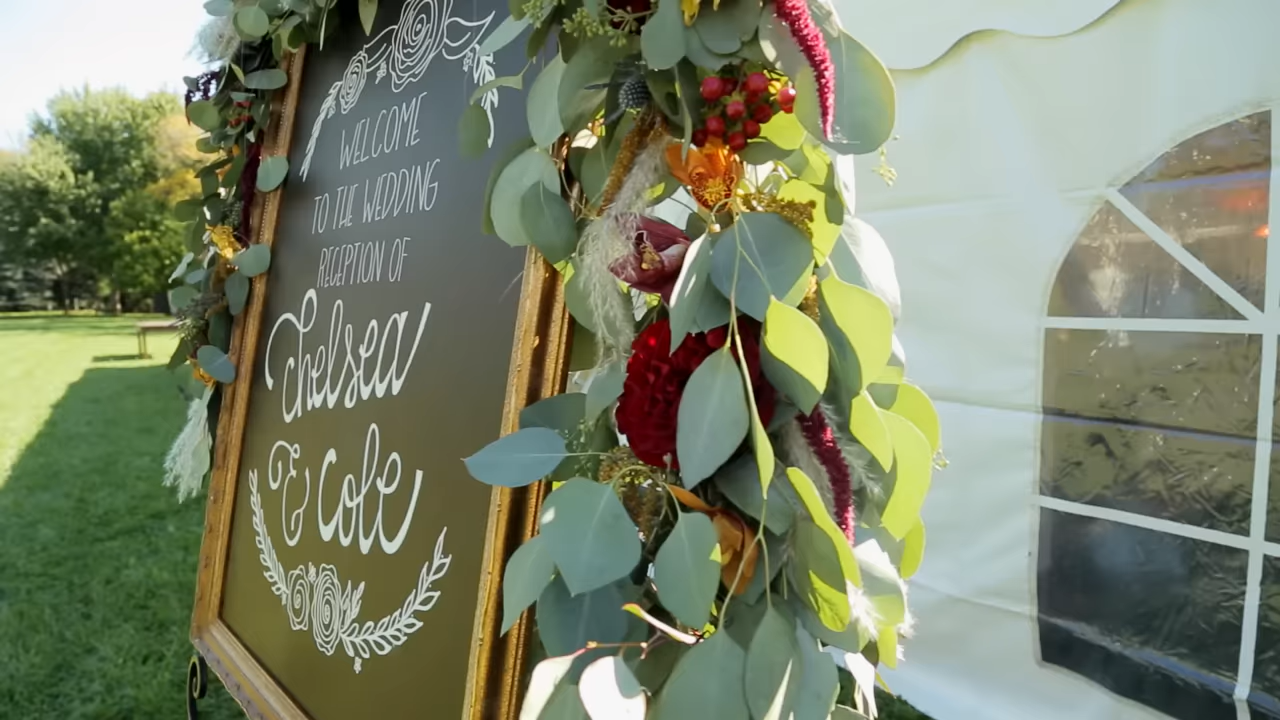 WELCOME
TO THE WEDDING
RECEPTION OF
Chelsea
& Cole